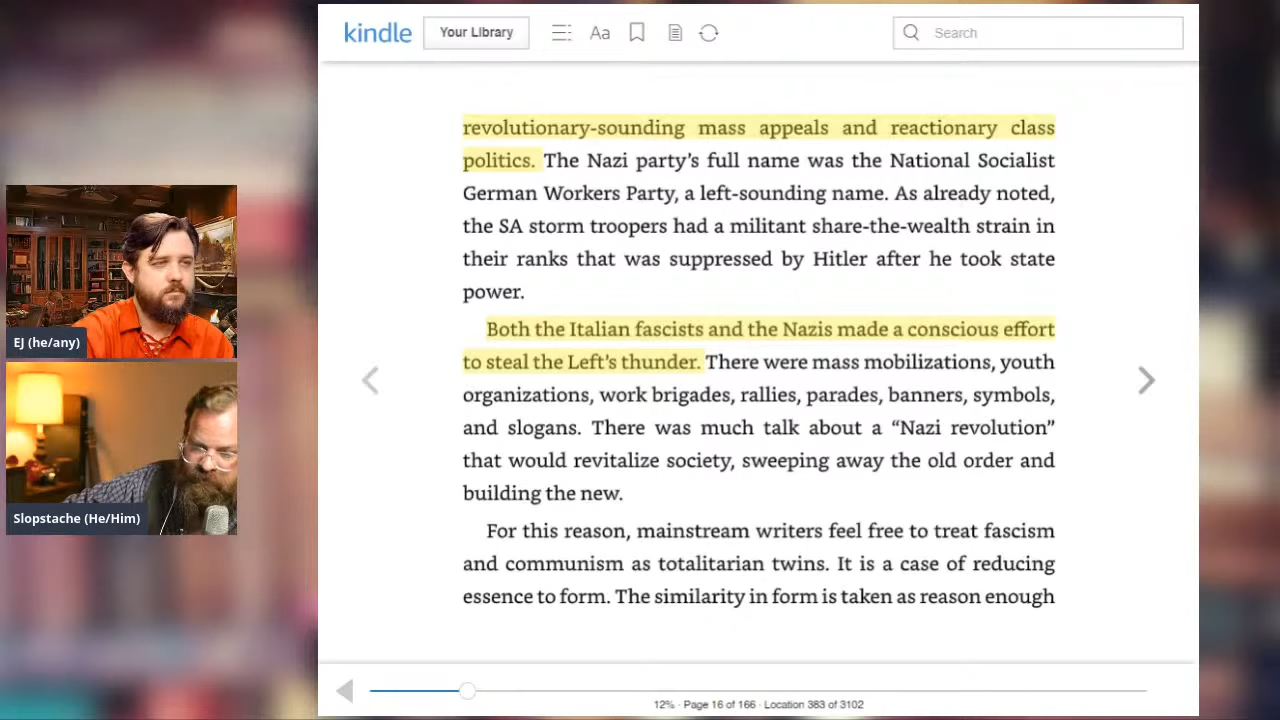 kindle
Your Library
Aa
Search
revolutionary-sounding mass appeals and reactionary class
politics. The Nazi party’s full name was the National Socialist
German Workers Party, a left-sounding name. As already noted,
the SA storm troopers had a militant share-the-wealth strain in
their ranks that was suppressed by Hitler after he took state
power.
Both the Italian fascists and the Nazis made a conscious effort
to steal the Left’s thunder. There were mass mobilizations, youth
organizations, work brigades, rallies, parades, banners, symbols,
and slogans. There was much talk about a “Nazi revolution”
that would revitalize society, sweeping away the old order and
building the new.
For this reason, mainstream writers feel free to treat fascism
and communism as totalitarian twins. It is a case of reducing
essence to form. The similarity in form is taken as reason enough
12% · Page 16 of 166 · Location 383 of 3102
EJ (he/any)
Slopstache (He/Him)